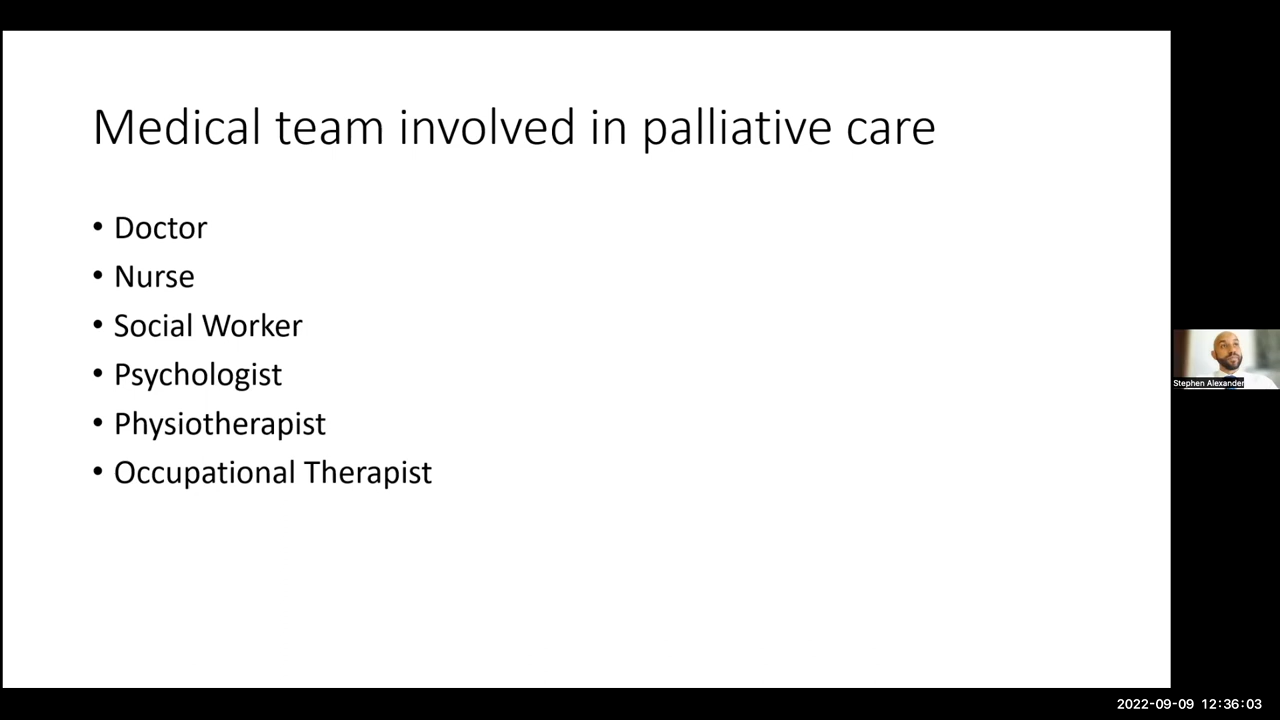 Medical team involved in palliative care
• Doctor
• Nurse
• Social Worker
• Psychologist
• Physiotherapist
• Occupational Therapist
Stephen Alexander
2022-09-09 12:36:03